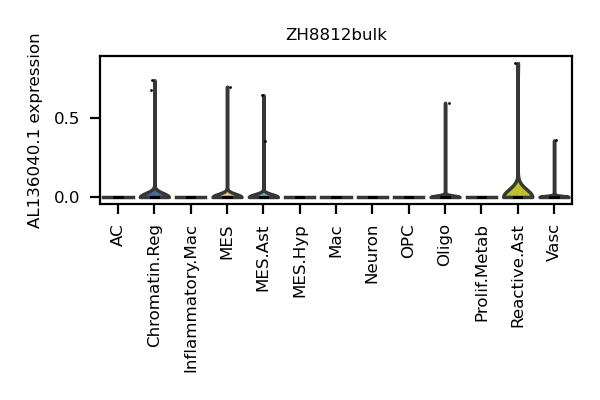 ZH8812bulk
AL136040.1 expression
0.5
0.0
AC
Chromatin.Reg
Inflammatory.Mac
MES
MES.Ast
MES.Hyp
Mac
Neuron
OPC
Oligo
Prolif.Metab
Reactive.Ast
Vasc